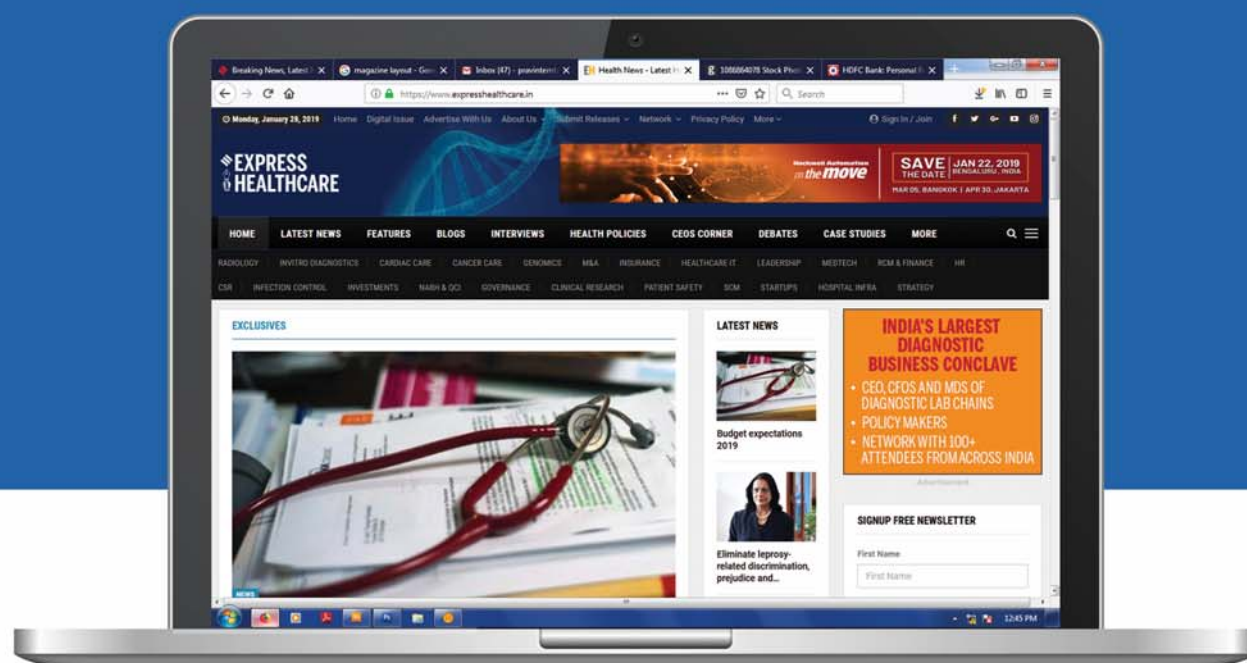 Breaking News, Latest
magazine layout - Goo
Inbox (47) - pravintemi
Health News - Latest
1086864078 Stock Phot
HDFC Bank: Personal
https://www.expresshealthcare.in
Search
Monday, January 28, 2019 Home Digital Issue Advertise With Us About Us Submit Releases Network Privacy Policy More Sign In / Join
EXPRESS
HEALTHCARE
Rockwell Automation
on the move
SAVE
THE DATE
JAN 22, 2019
BENGALURU, INDIA
MAR 05, BANGKOK | APR 30, JAKARTA
HOME LATEST NEWS FEATURES BLOGS INTERVIEWS HEALTH POLICIES CEOS CORNER DEBATES CASE STUDIES MORE
RADIOLOGY INVITRO DIAGNOSTICS CARDIAC CARE CANCER CARE GENOMICS M&A INSURANCE HEALTHCARE IT LEADERSHIP MEDTECH RCM & FINANCE HR
CSR INFECTION CONTROL INVESTMENTS NABH & QCI GOVERNANCE CLINICAL RESEARCH PATIENT SAFETY SCM STARTUPS HOSPITAL INFRA STRATEGY
EXCLUSIVES
NEWS
LATEST NEWS
Budget expectations
2019
Eliminate leprosy-
related discrimination,
prejudice and...
INDIA'S LARGEST
DIAGNOSTIC
BUSINESS CONCLAVE
• CEO, CFOS AND MDS OF
DIAGNOSTIC LAB CHAINS
• POLICY MAKERS
• NETWORK WITH 100+
ATTENDEES FROM ACROSS INDIA
Advertisement
SIGNUP FREE NEWSLETTER
First Name
First Name
12:45 PM